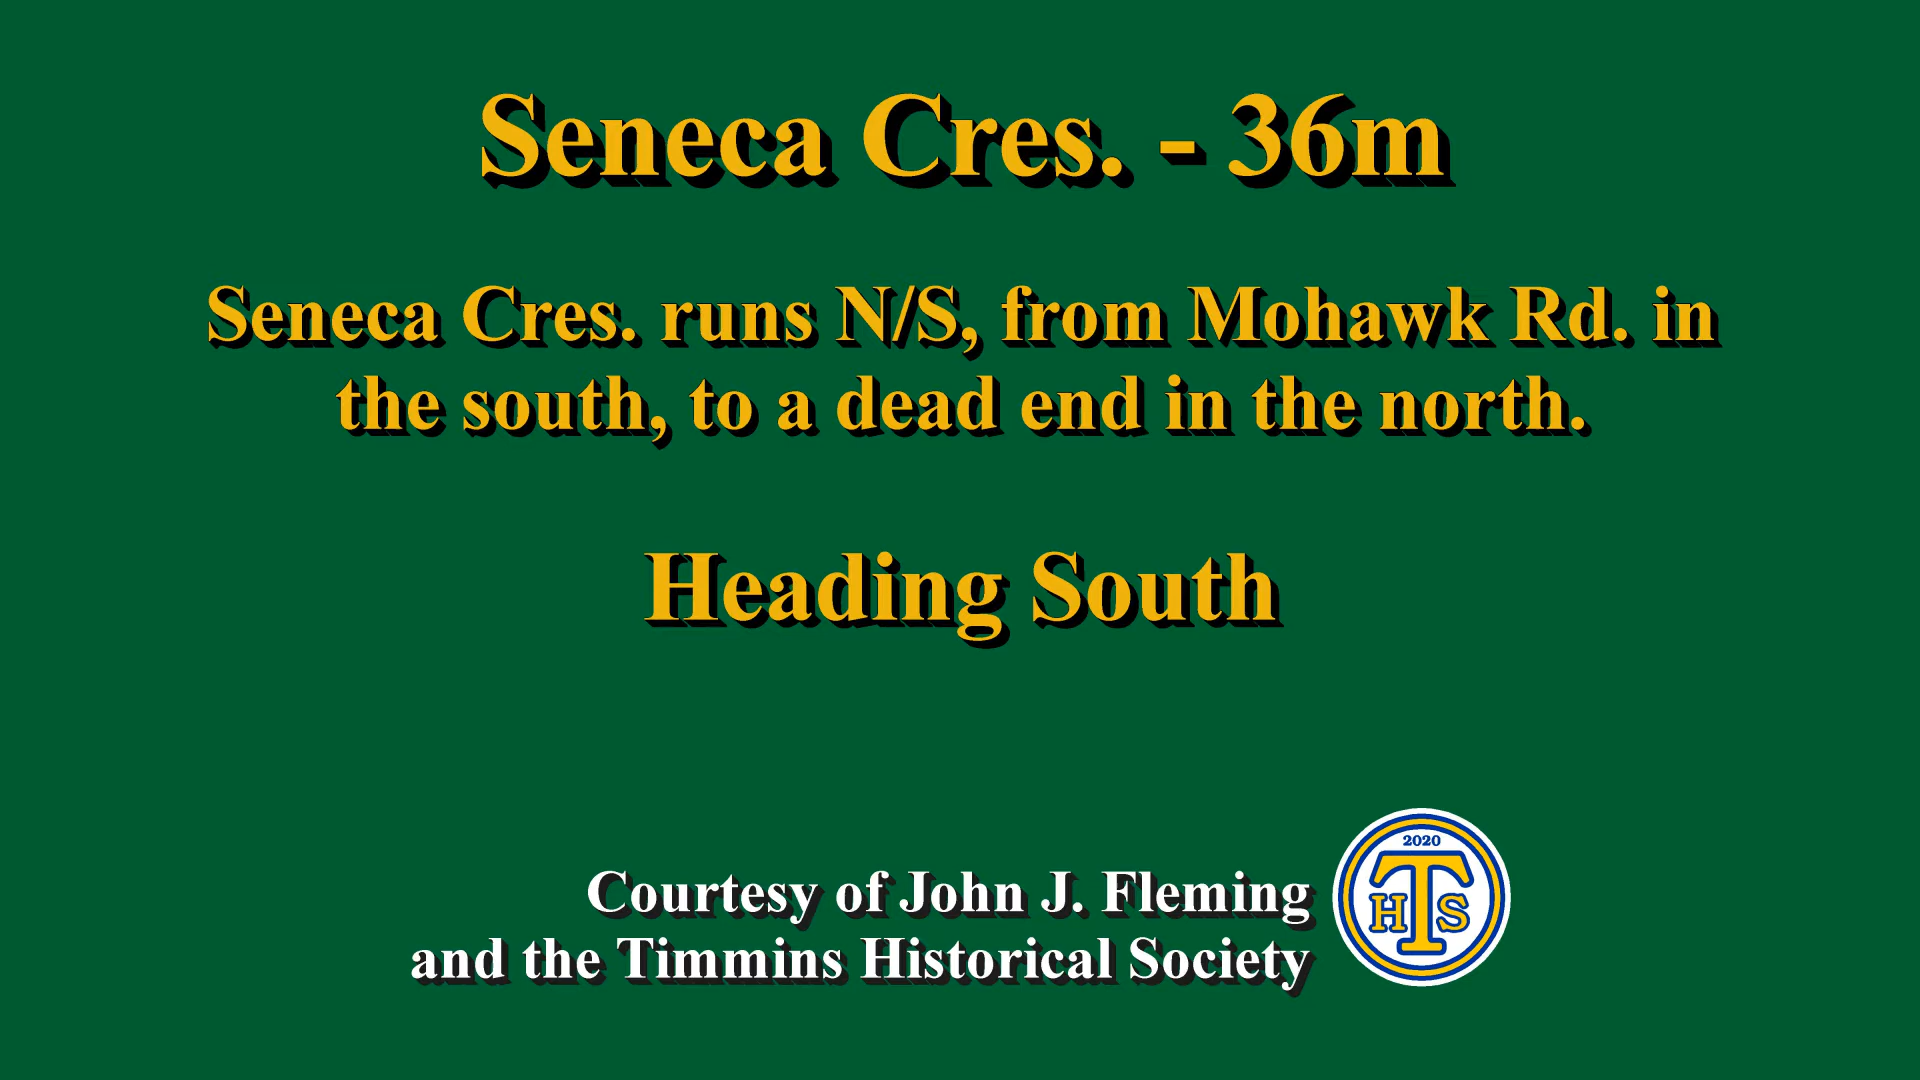 Seneca Cres. - 36m
Seneca Cres. runs N/S, from Mohawk Rd. in
the south, to a dead end in the north.
Heading South
Courtesy of John J. Fleming
and the Timmins Historical Society
2020
HTS